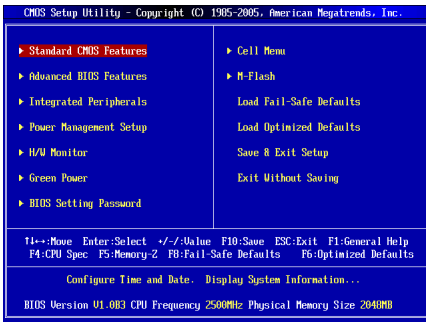 CMOS Setup Utility - Copyright (C) 1985-2005, American Megatrends, Inc.
▶ Standard CMOS Features
▶ Advanced BIOS Features
▶ Integrated Peripherals
▶ Power Management Setup
▶ H/W Monitor
▶ Green Power
▶ BIOS Setting Password
▶ Cell Menu
▶ M-Flash
Load Fail-Safe Defaults
Load Optimized Defaults
Save & Exit Setup
Exit Without Saving
↑↓←→:Move Enter:Select +/-/:Value F10:Save ESC:Exit F1:General Help
F4:CPU Spec F5:Memory-Z F8:Fail-Safe Defaults F6:Optimized Defaults
Configure Time and Date. Display System Information...
BIOS Version V1.0B3 CPU Frequency 2500MHz Physical Memory Size 2048MB